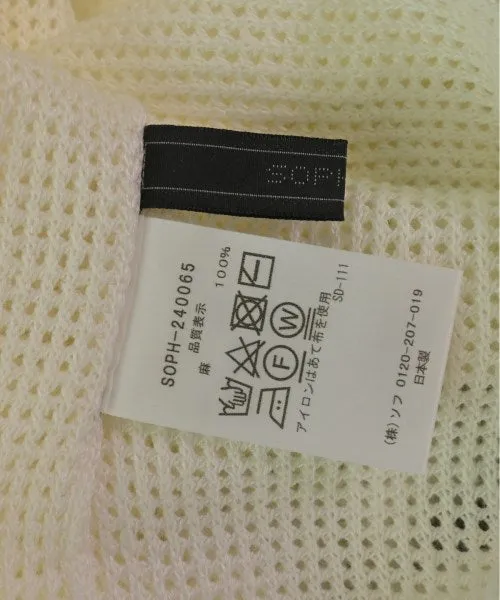 SOPH-240065
品質表示
麻 100%
アイロンはあて布を使用
SD-111
(株)ソフ 0120-207-019
日本製